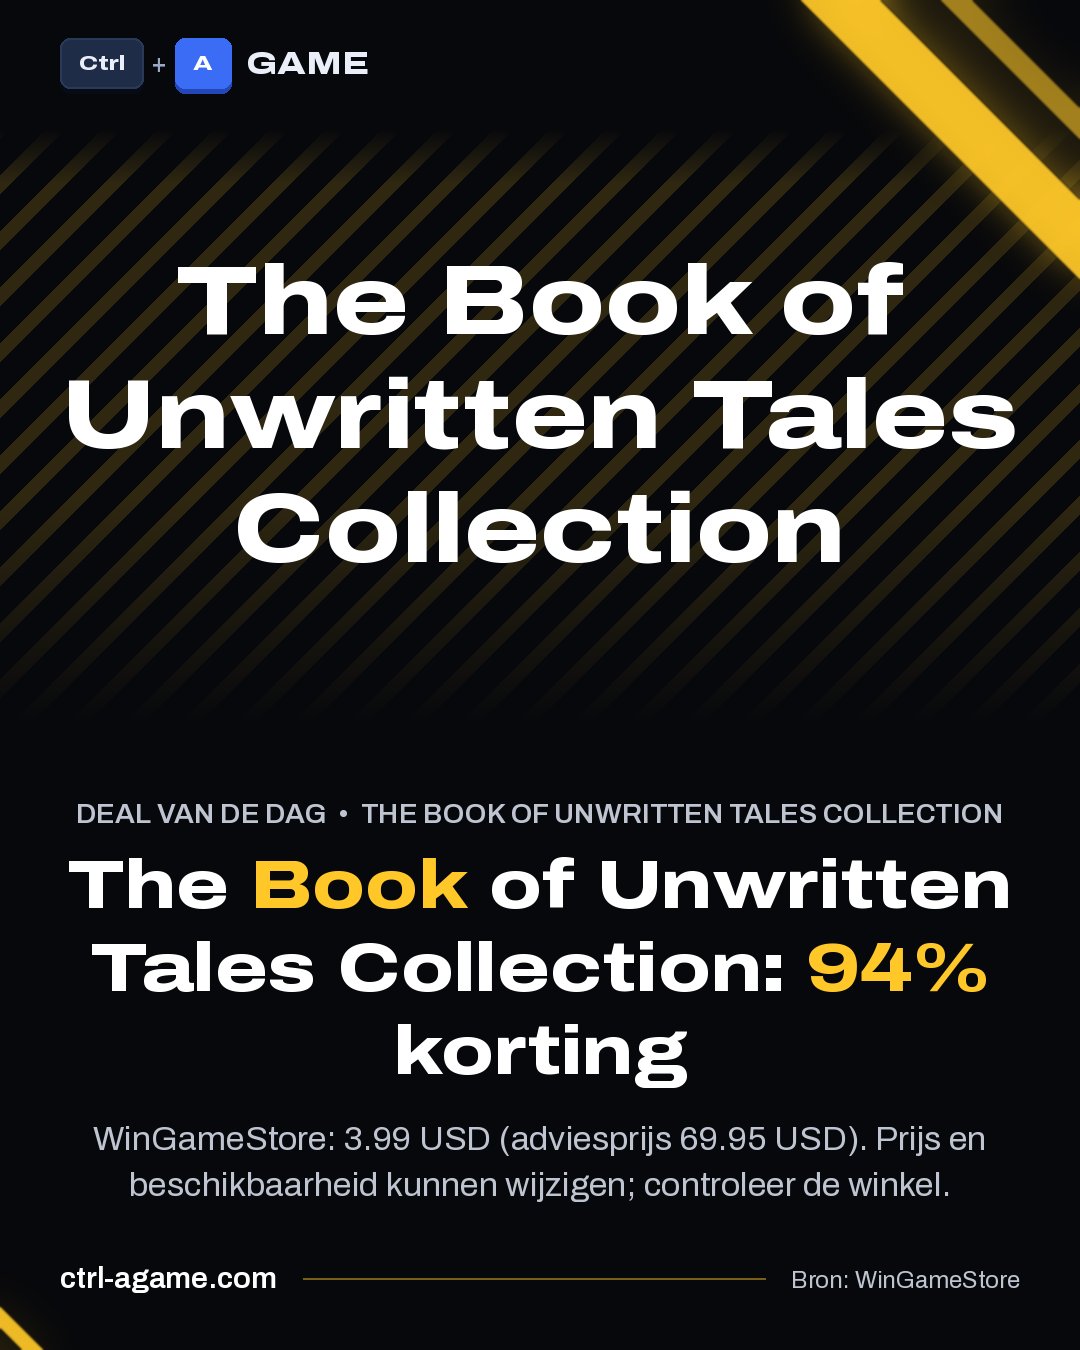 Ctrl + A GAME
The Book of
Unwritten Tales
Collection
DEAL VAN DE DAG • THE BOOK OF UNWRITTEN TALES COLLECTION
The Book of Unwritten
Tales Collection: 94%
korting
WinGameStore: 3.99 USD (adviesprijs 69.95 USD). Prijs en
beschikbaarheid kunnen wijzigen; controleer de winkel.
ctrl-agame.com
Bron: WinGameStore